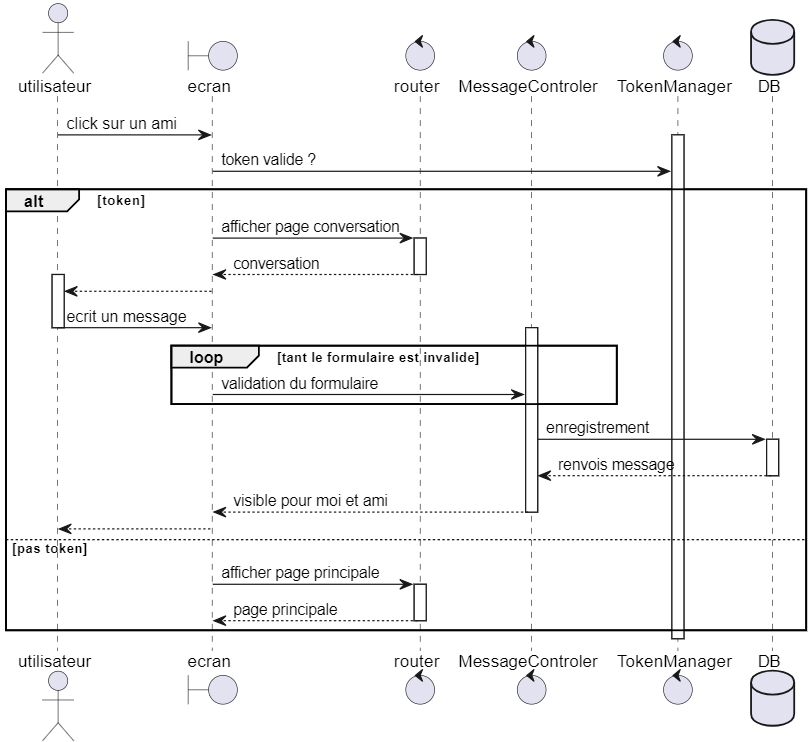 utilisateur ecran router MessageControler TokenManager DB
click sur un ami
token valide ?
alt [token]
afficher page conversation
conversation
ecrit un message
loop [tant le formulaire est invalide]
validation du formulaire
enregistrement
renvois message
visible pour moi et ami
[pas token]
afficher page principale
page principale
utilisateur ecran router MessageControler TokenManager DB